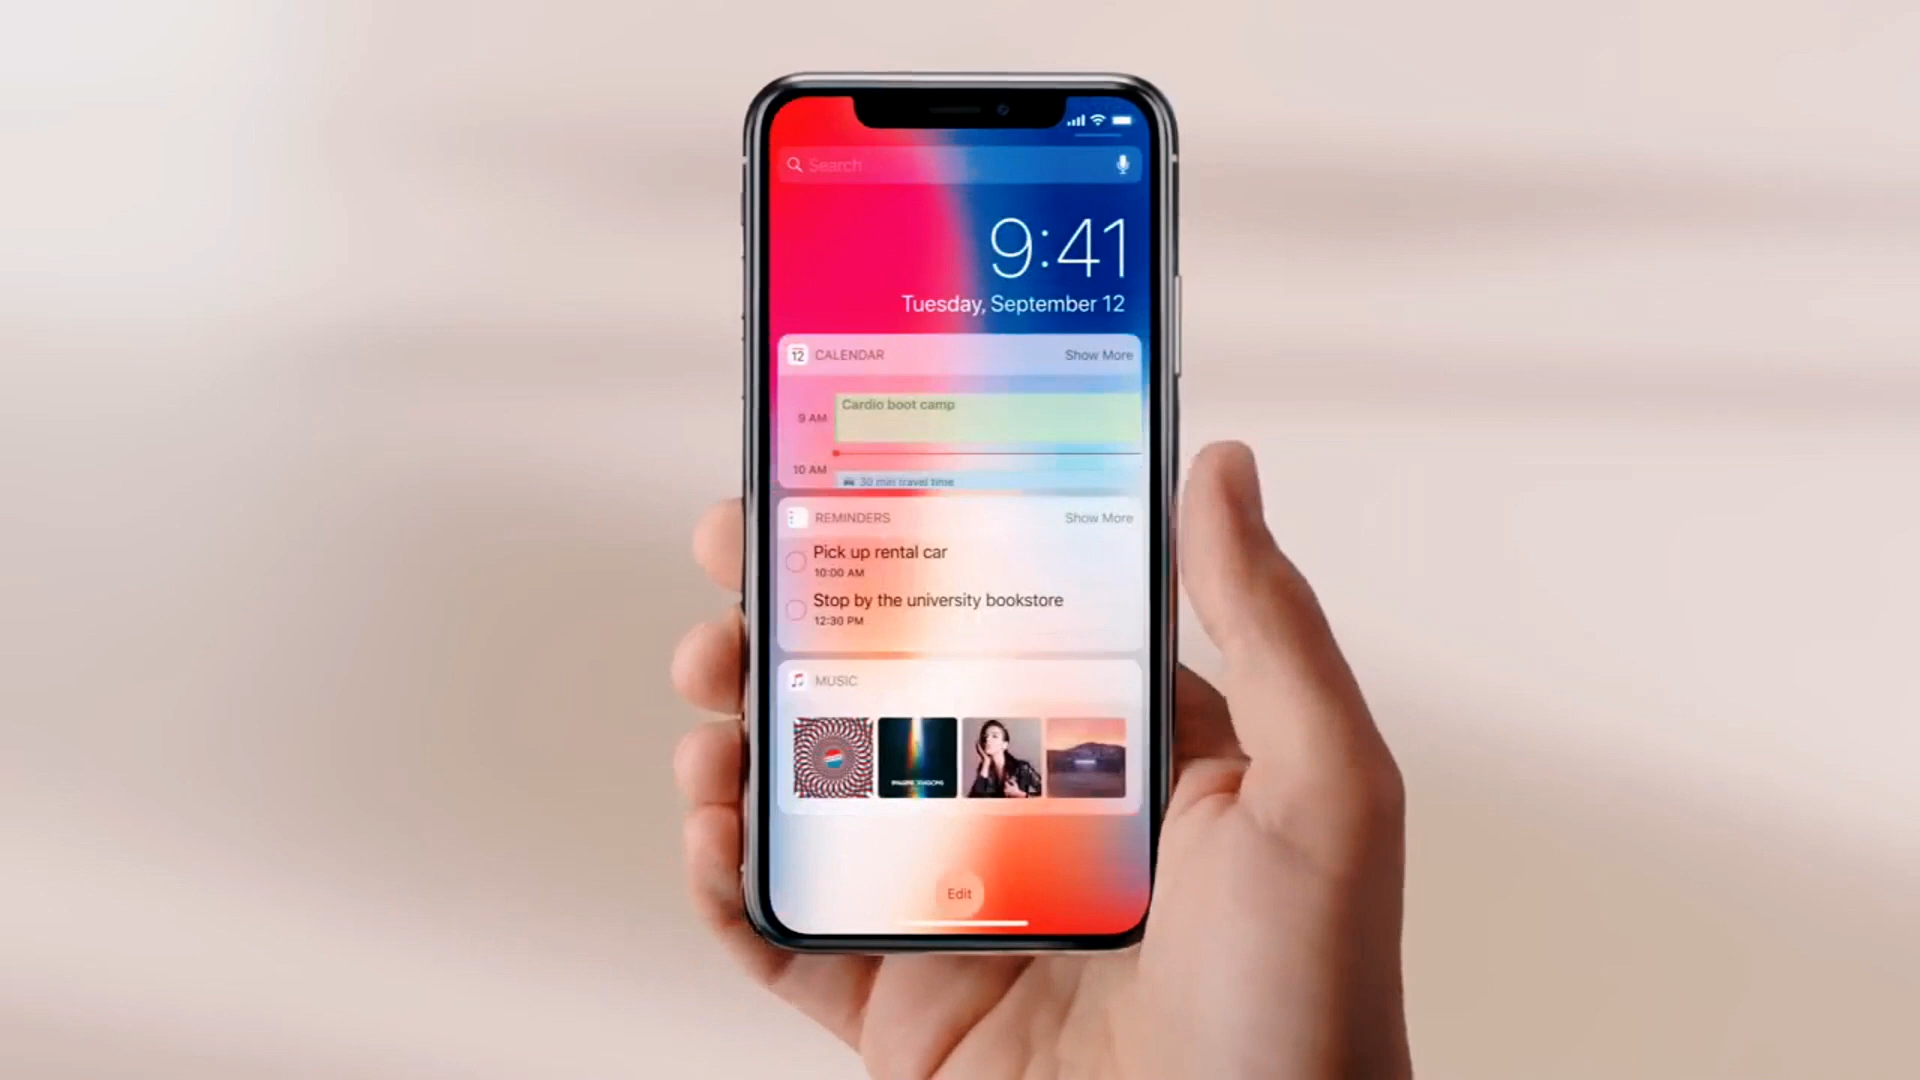 Search
9:41
Tuesday, September 12
12 CALENDAR Show More
Cardio boot camp
9 AM
10 AM
30 min travel time
REMINDERS Show More
Pick up rental car
10:00 AM
Stop by the university bookstore
12:30 PM
MUSIC
IMAGINE DRAGONS
Edit